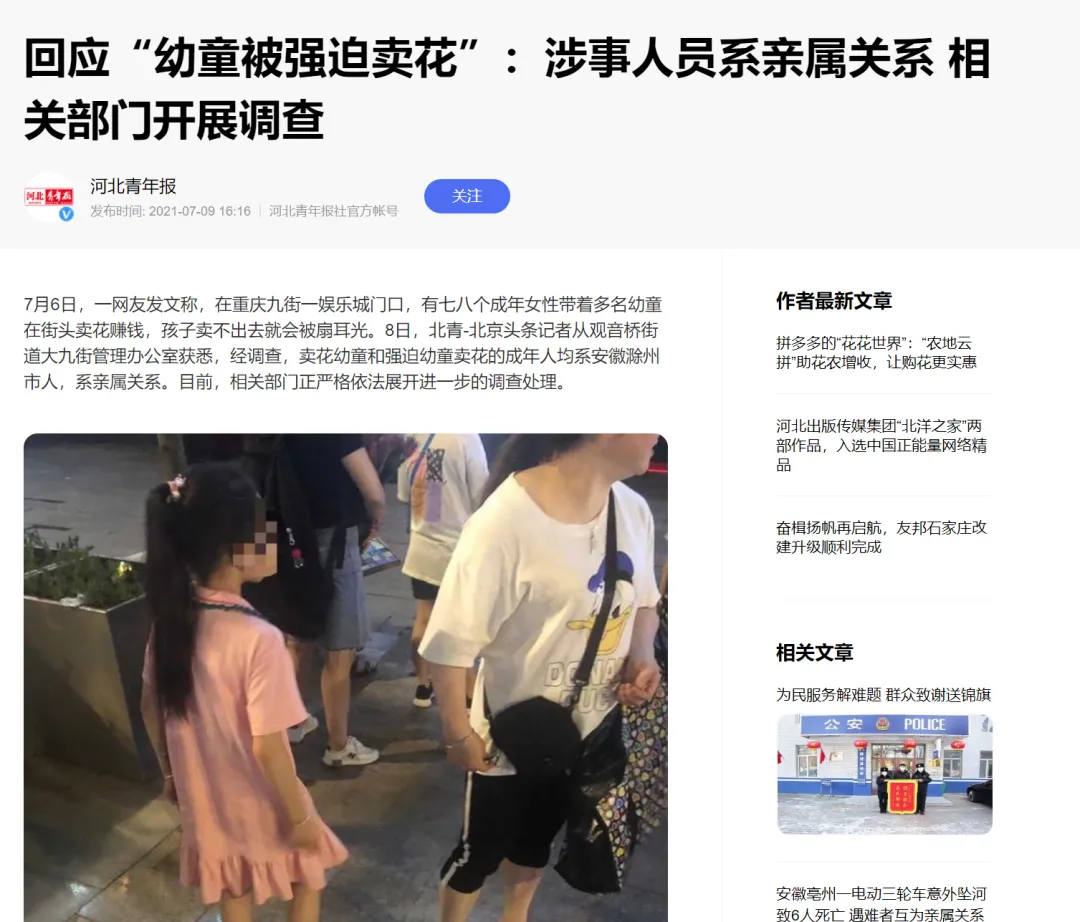 回应“幼童被强迫卖花”：涉事人员系亲属关系 相
关部门开展调查
河北青年报
河北青年报
发布时间: 2021-07-09 16:16
河北青年报社官方帐号
关注
7月6日，一网友发文称，在重庆九街一娱乐城门口，有七八个成年女性带着多名幼童
在街头卖花赚钱，孩子卖不出去就会被扇耳光。8日，北青-北京头条记者从观音桥街
道大九街管理办公室获悉，经调查，卖花幼童和强迫幼童卖花的成年人均系安徽滁州
市人，系亲属关系。目前，相关部门正严格依法展开进一步的调查处理。
DONALD
DUCK
作者最新文章
拼多多的“花花世界”：“农地云
拼”助花农增收，让购花更实惠
河北出版传媒集团“北洋之家”两
部作品，入选中国正能量网络精
品
奋楫扬帆再启航，友邦石家庄改
建升级顺利完成
相关文章
为民服务解难题 群众致谢送锦旗
公安 POLICE
安徽亳州一电动三轮车意外坠河
致6人死亡 遇难者互为亲属关系